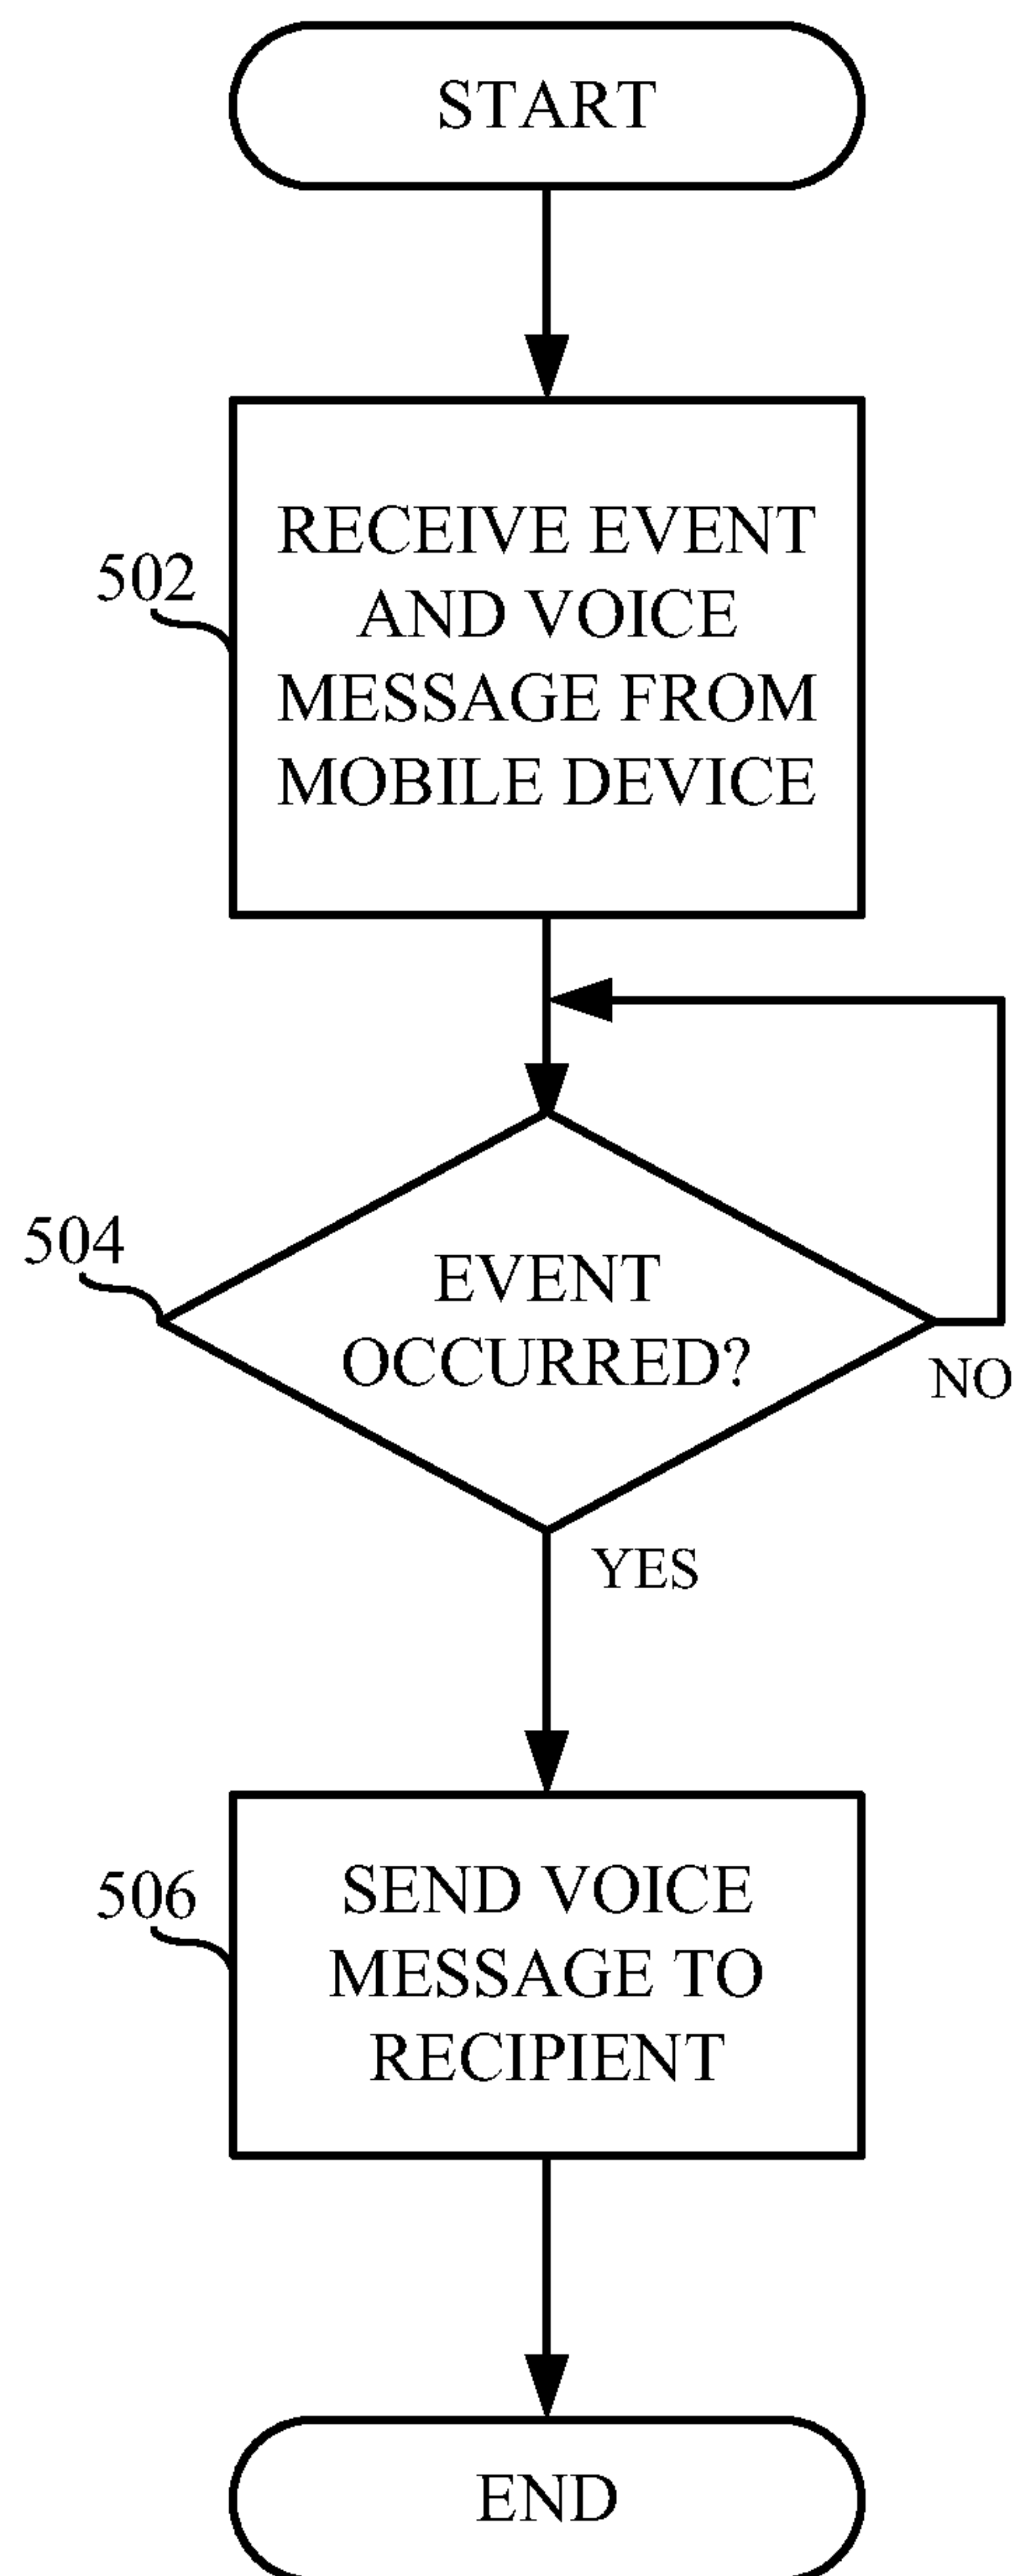 START
502
RECEIVE EVENT
AND VOICE
MESSAGE FROM
MOBILE DEVICE
504
EVENT
OCCURRED?
NO
YES
506
SEND VOICE
MESSAGE TO
RECIPIENT
END